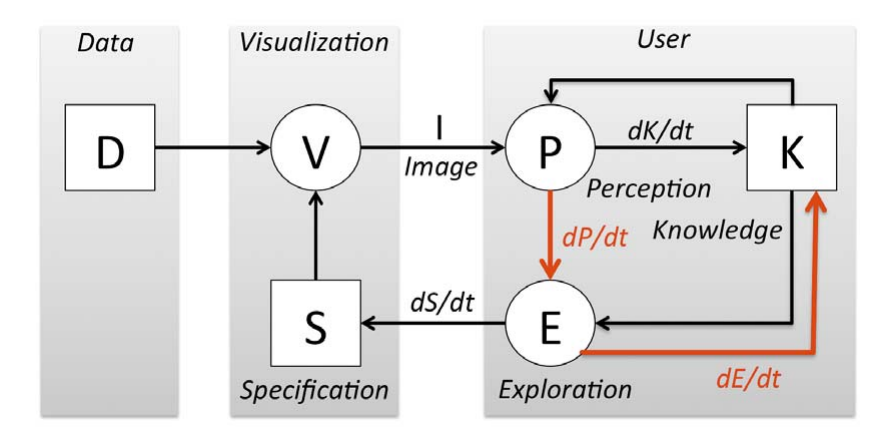 Data
Visualization
User
D
V
I
Image
P
dK/dt
K
Perception
dP/dt
Knowledge
S
dS/dt
E
Specification
Exploration
dE/dt